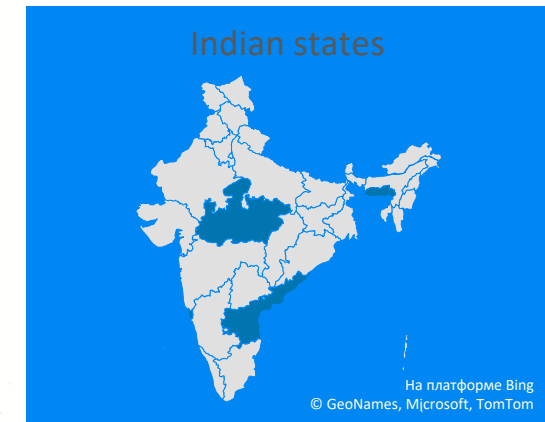 Indian states
На платформе Bing
© GeoNames, Microsoft, TomTom